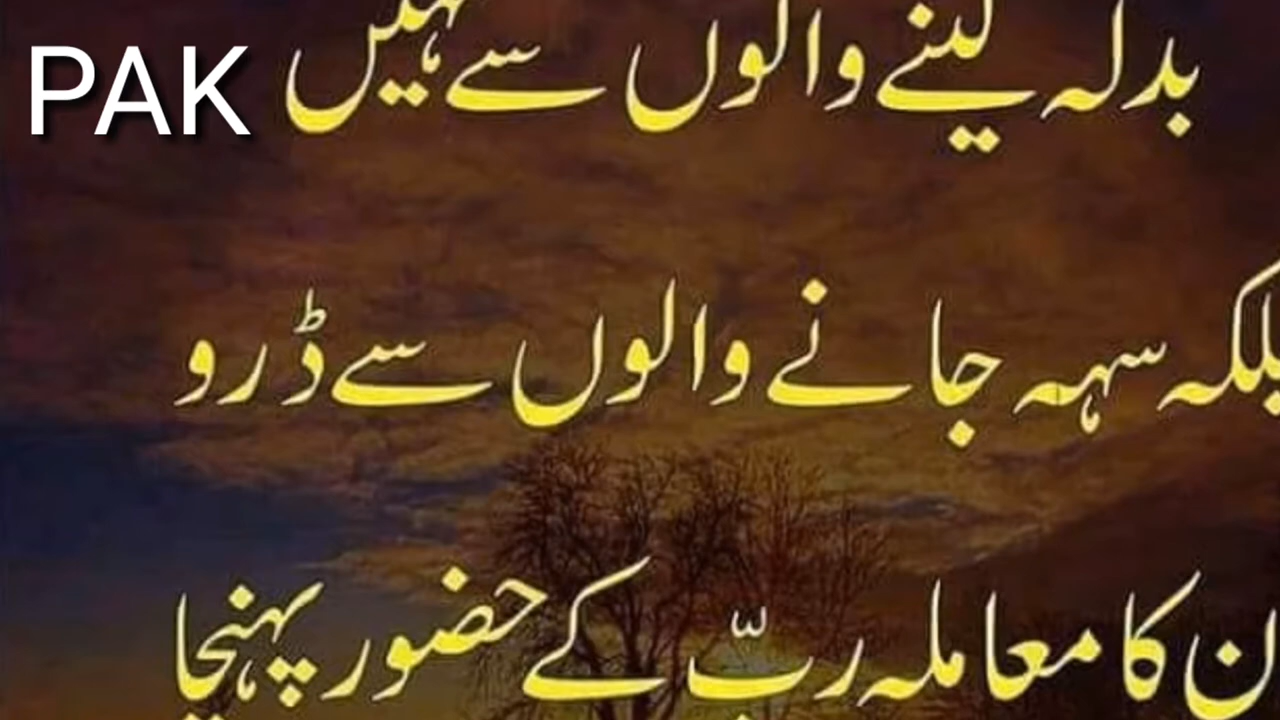 PAK
بدلہ لینے والوں سے نہیں
بلکہ سہہ جانے والوں سے ڈرو
کا معاملہ ربّ کے حضور پہنچا